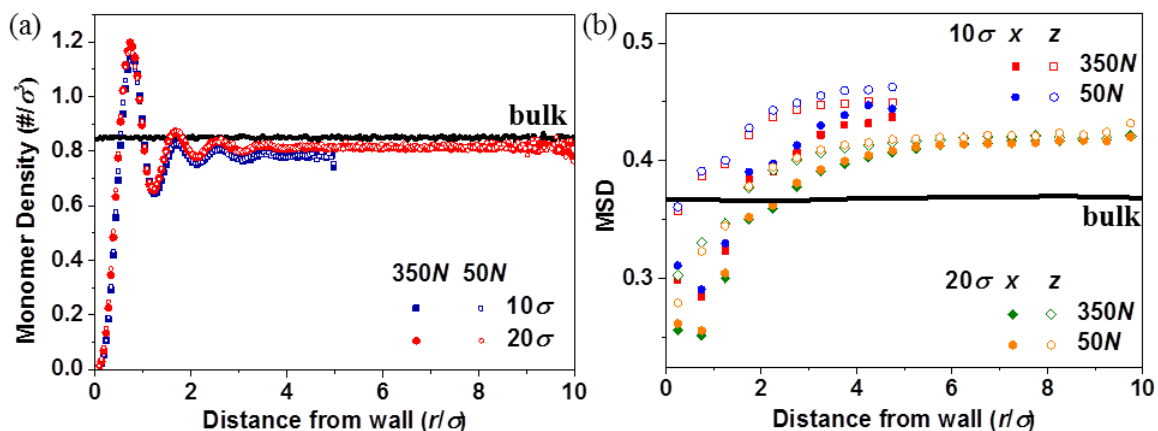 (a)
Monomer Density (#/σ³)
1.2
1.0
0.8
0.6
0.4
0.2
0.0
bulk
350N 50N
10σ
20σ
0 2 4 6 8 10
Distance from wall (r/σ)
(b)
MSD
0.5
0.4
0.3
10σ x z
350N
50N
bulk
20σ x z
350N
50N
0 2 4 6 8 10
Distance from wall (r/σ)